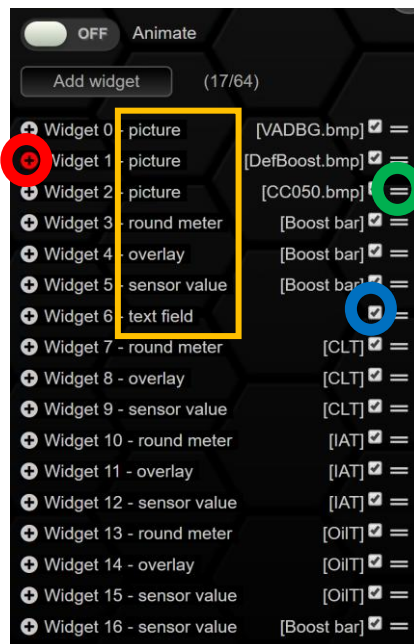 OFF Animate
Add widget (17/64)
Widget 0 - picture [VADBG.bmp]
Widget 1 - picture [DefBoost.bmp]
Widget 2 - picture [CC050.bmp]
Widget 3 - round meter [Boost bar]
Widget 4 - overlay [Boost bar]
Widget 5 - sensor value [Boost bar]
Widget 6 - text field
Widget 7 - round meter [CLT]
Widget 8 - overlay [CLT]
Widget 9 - sensor value [CLT]
Widget 10 - round meter [IAT]
Widget 11 - overlay [IAT]
Widget 12 - sensor value [IAT]
Widget 13 - round meter [OilT]
Widget 14 - overlay [OilT]
Widget 15 - sensor value [OilT]
Widget 16 - sensor value [Boost bar]